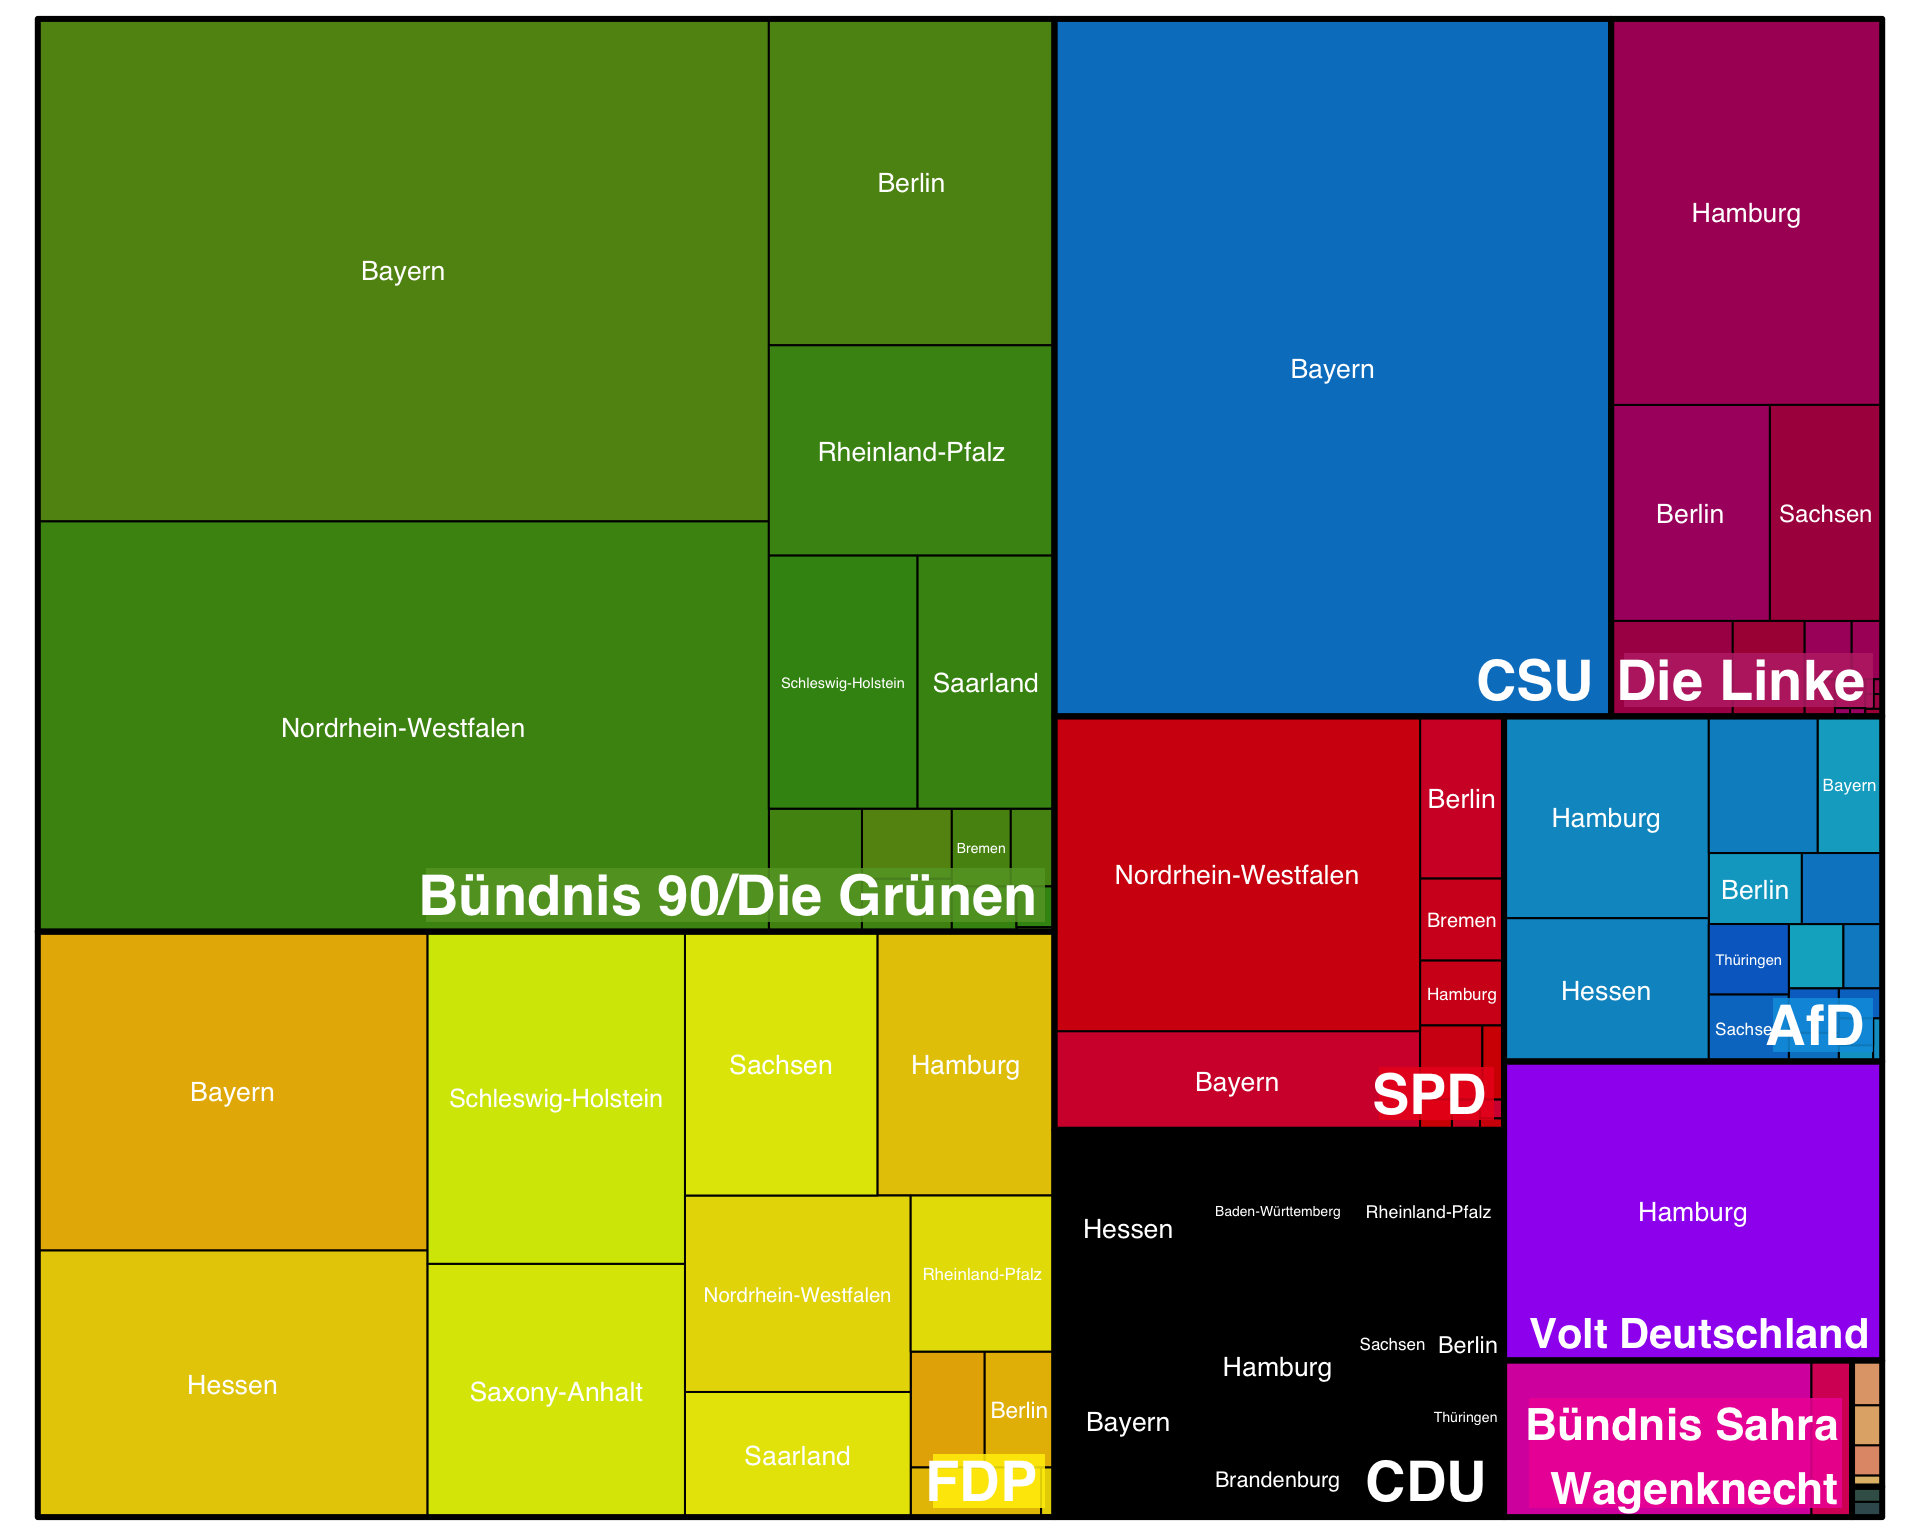 Bayern
Berlin
Rheinland-Pfalz
Nordrhein-Westfalen
Schleswig-Holstein
Saarland
Bremen
Bündnis 90/Die Grünen
Bayern
CSU
Hamburg
Berlin
Sachsen
Die Linke
Bayern
Schleswig-Holstein
Sachsen
Hamburg
Hessen
Saxony-Anhalt
Nordrhein-Westfalen
Rheinland-Pfalz
Saarland
Berlin
FDP
Nordrhein-Westfalen
Berlin
Bremen
Hamburg
Bayern
SPD
Hamburg
Bayern
Berlin
Hessen
Thüringen
Sachse
AfD
Hessen
Baden-Württemberg
Rheinland-Pfalz
Hamburg
Sachsen
Berlin
Bayern
Thüringen
Brandenburg
CDU
Hamburg
Volt Deutschland
Bündnis Sahra
Wagenknecht